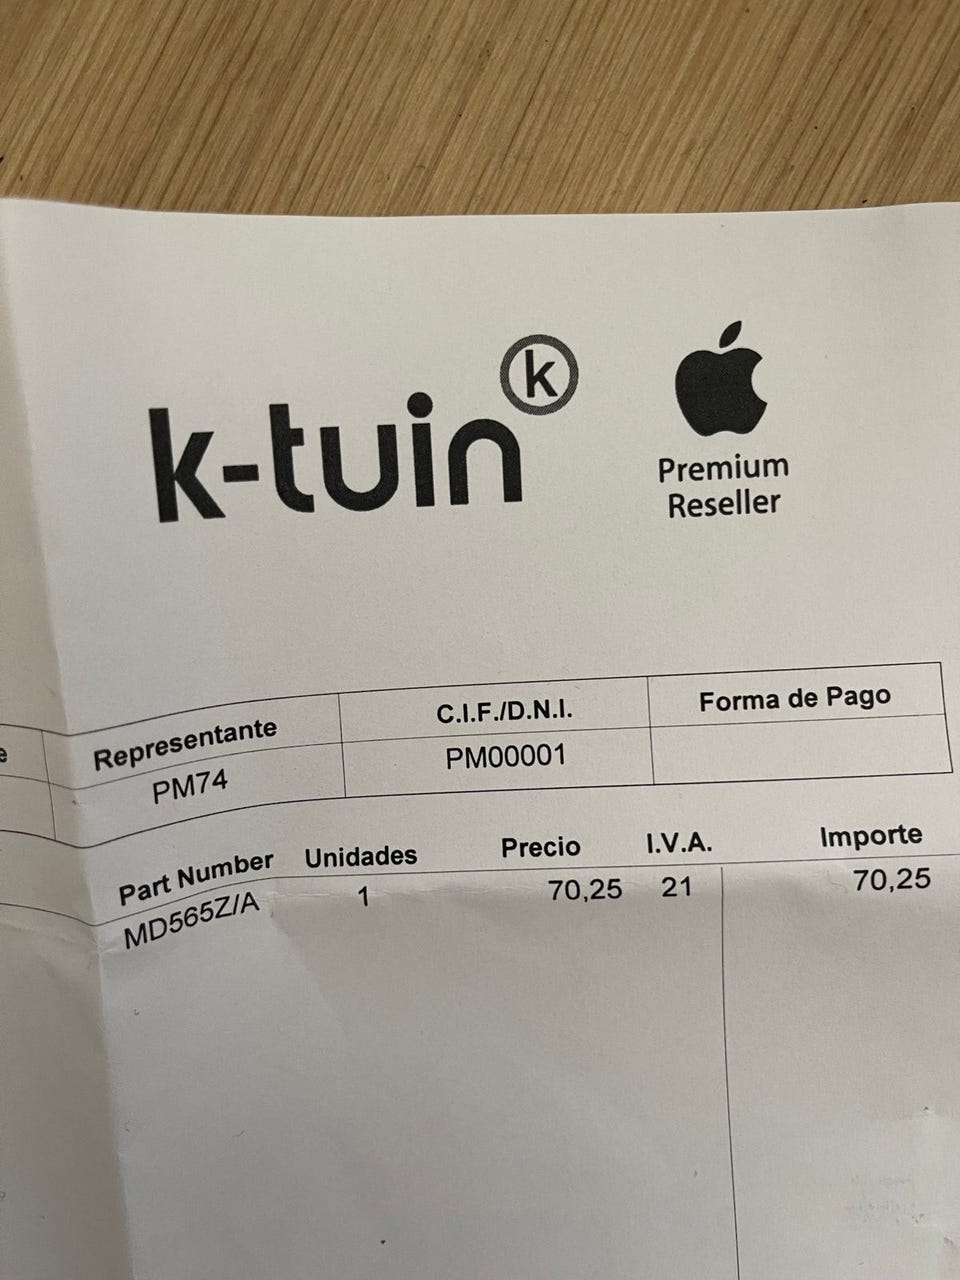 k-tuin k
Premium
Reseller
e Representante C.I.F./D.N.I. Forma de Pago
PM74 PM00001
Part Number Unidades Precio I.V.A. Importe
MD565Z/A 1 70,25 21 70,25